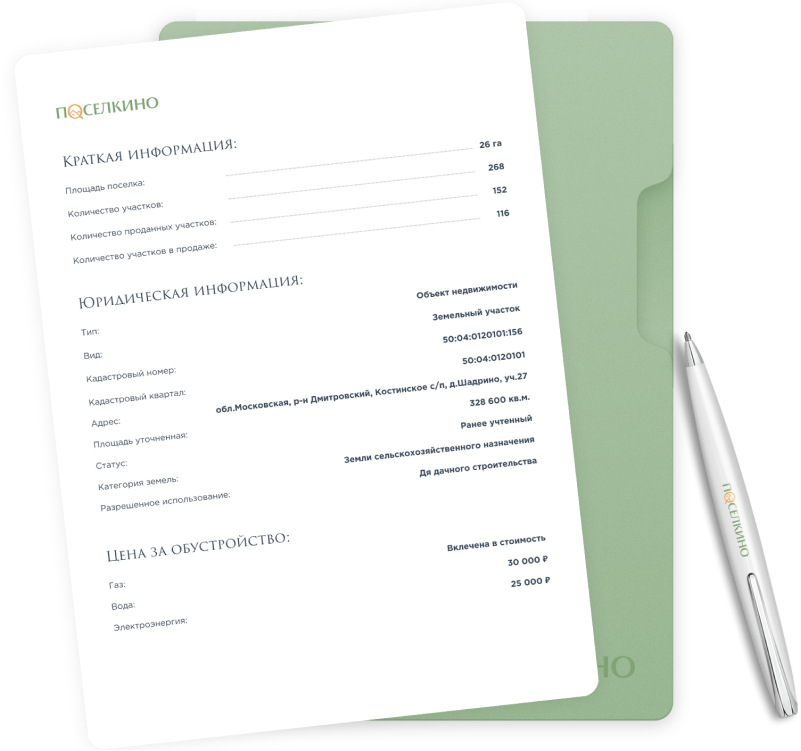 ПОСЕЛКИНО
КРАТКАЯ ИНФОРМАЦИЯ:
Площадь поселка: 26 га
Количество участков: 268
Количество проданных участков: 152
Количество участков в продаже: 116
ЮРИДИЧЕСКАЯ ИНФОРМАЦИЯ:
Тип: Объект недвижимости
Вид: Земельный участок
Кадастровый номер: 50:04:0120101:156
Кадастровый квартал: 50:04:0120101
Адрес: обл.Московская, р-н Дмитровский, Костинское с/п, д.Шадрино, уч.27
Площадь уточненная: 328 600 кв.м.
Статус: Ранее учтенный
Категория земель: Земли сельскохозяйственного назначения
Разрешенное использование: Дя дачного строительства
ЦЕНА ЗА ОБУСТРОЙСТВО:
Газ: Включена в стоимость
Вода: 30 000 ₽
Электроэнергия: 25 000 ₽
НО
ПОСЕЛКИНО